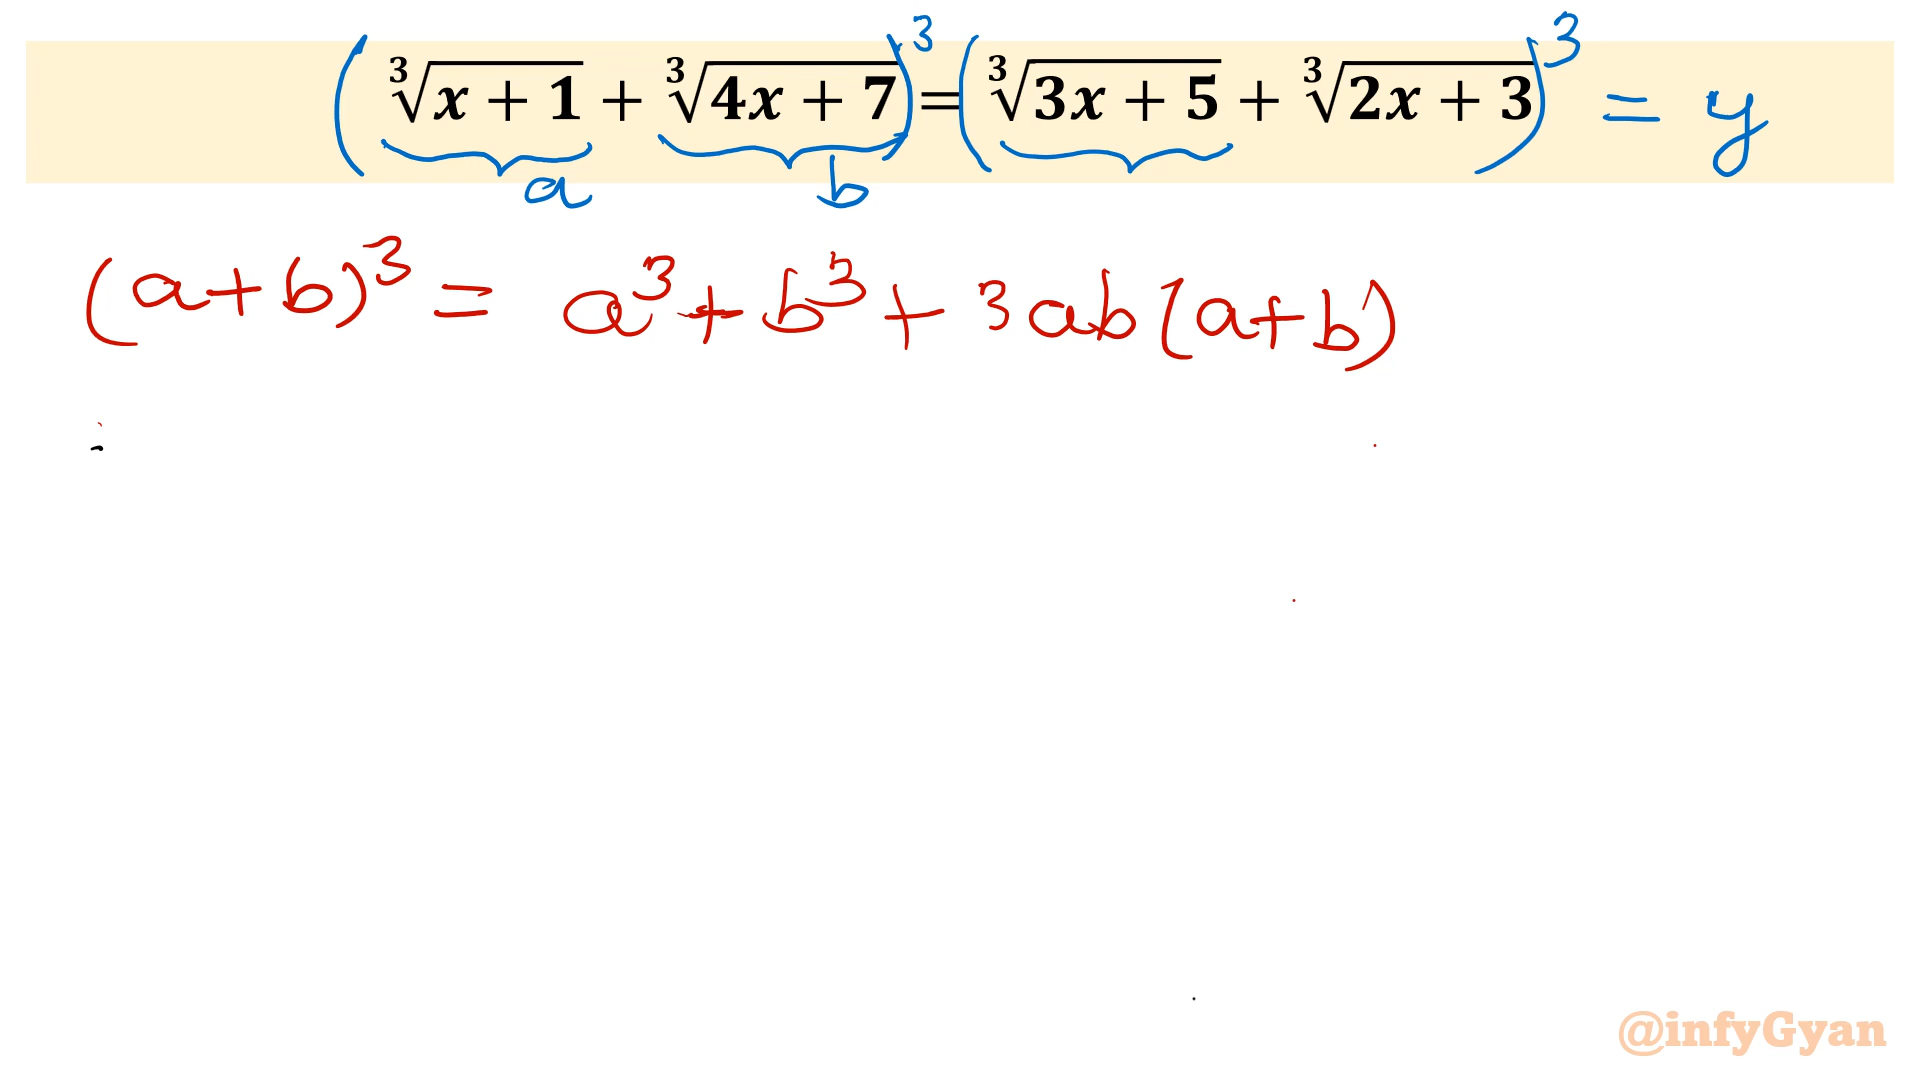 (∛(x + 1) + ∛(4x + 7))³ = (∛(3x + 5) + ∛(2x + 3))³ = y
a b
(a+b)³ = a³ + b³ + 3ab(a+b)
@infyGyan